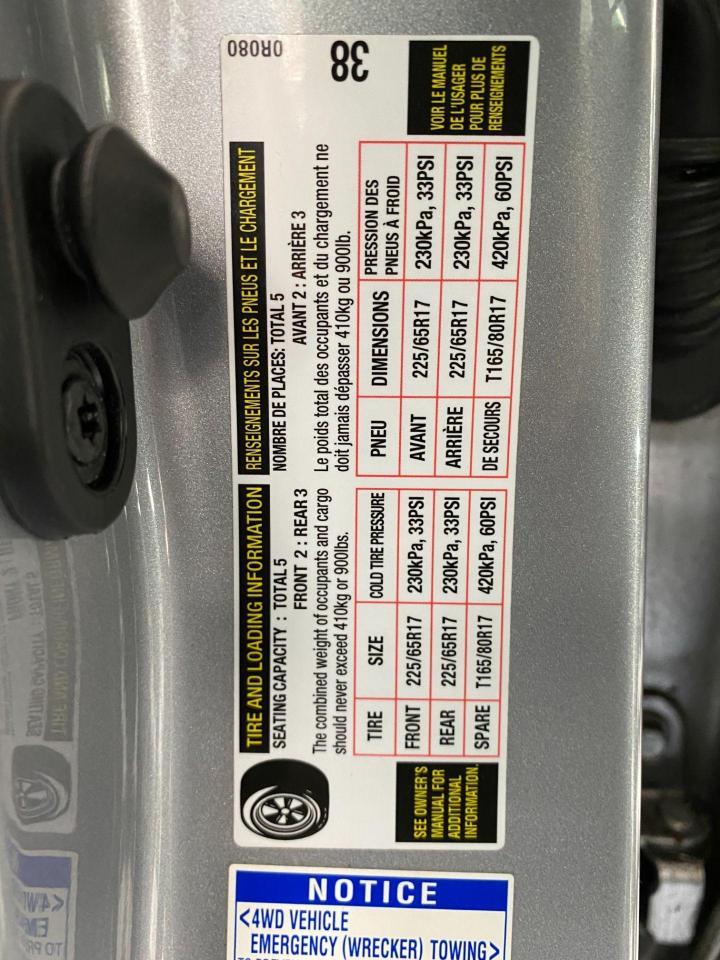 TIRE AND LOADING INFORMATION
SEATING CAPACITY : TOTAL 5
FRONT 2 : REAR 3
The combined weight of occupants and cargo
should never exceed 410kg or 900lbs.
TIRE SIZE COLD TIRE PRESSURE
FRONT 225/65R17 230kPa, 33PSI
REAR 225/65R17 230kPa, 33PSI
SPARE T165/80R17 420kPa, 60PSI
SEE OWNER'S
MANUAL FOR
ADDITIONAL
INFORMATION.
RENSEIGNEMENTS SUR LES PNEUS ET LE CHARGEMENT
NOMBRE DE PLACES: TOTAL 5
AVANT 2 : ARRIÈRE 3
Le poids total des occupants et du chargement ne
doit jamais dépasser 410kg ou 900lb.
PNEU DIMENSIONS PRESSION DES
PNEUS À FROID
AVANT 225/65R17 230kPa, 33PSI
ARRIÈRE 225/65R17 230kPa, 33PSI
DE SECOURS T165/80R17 420kPa, 60PSI
VOIR LE MANUEL
DE L'USAGER
POUR PLUS DE
RENSEIGNEMENTS
0R080
38
NOTICE
<4WD VEHICLE
EMERGENCY (WRECKER) TOWING>